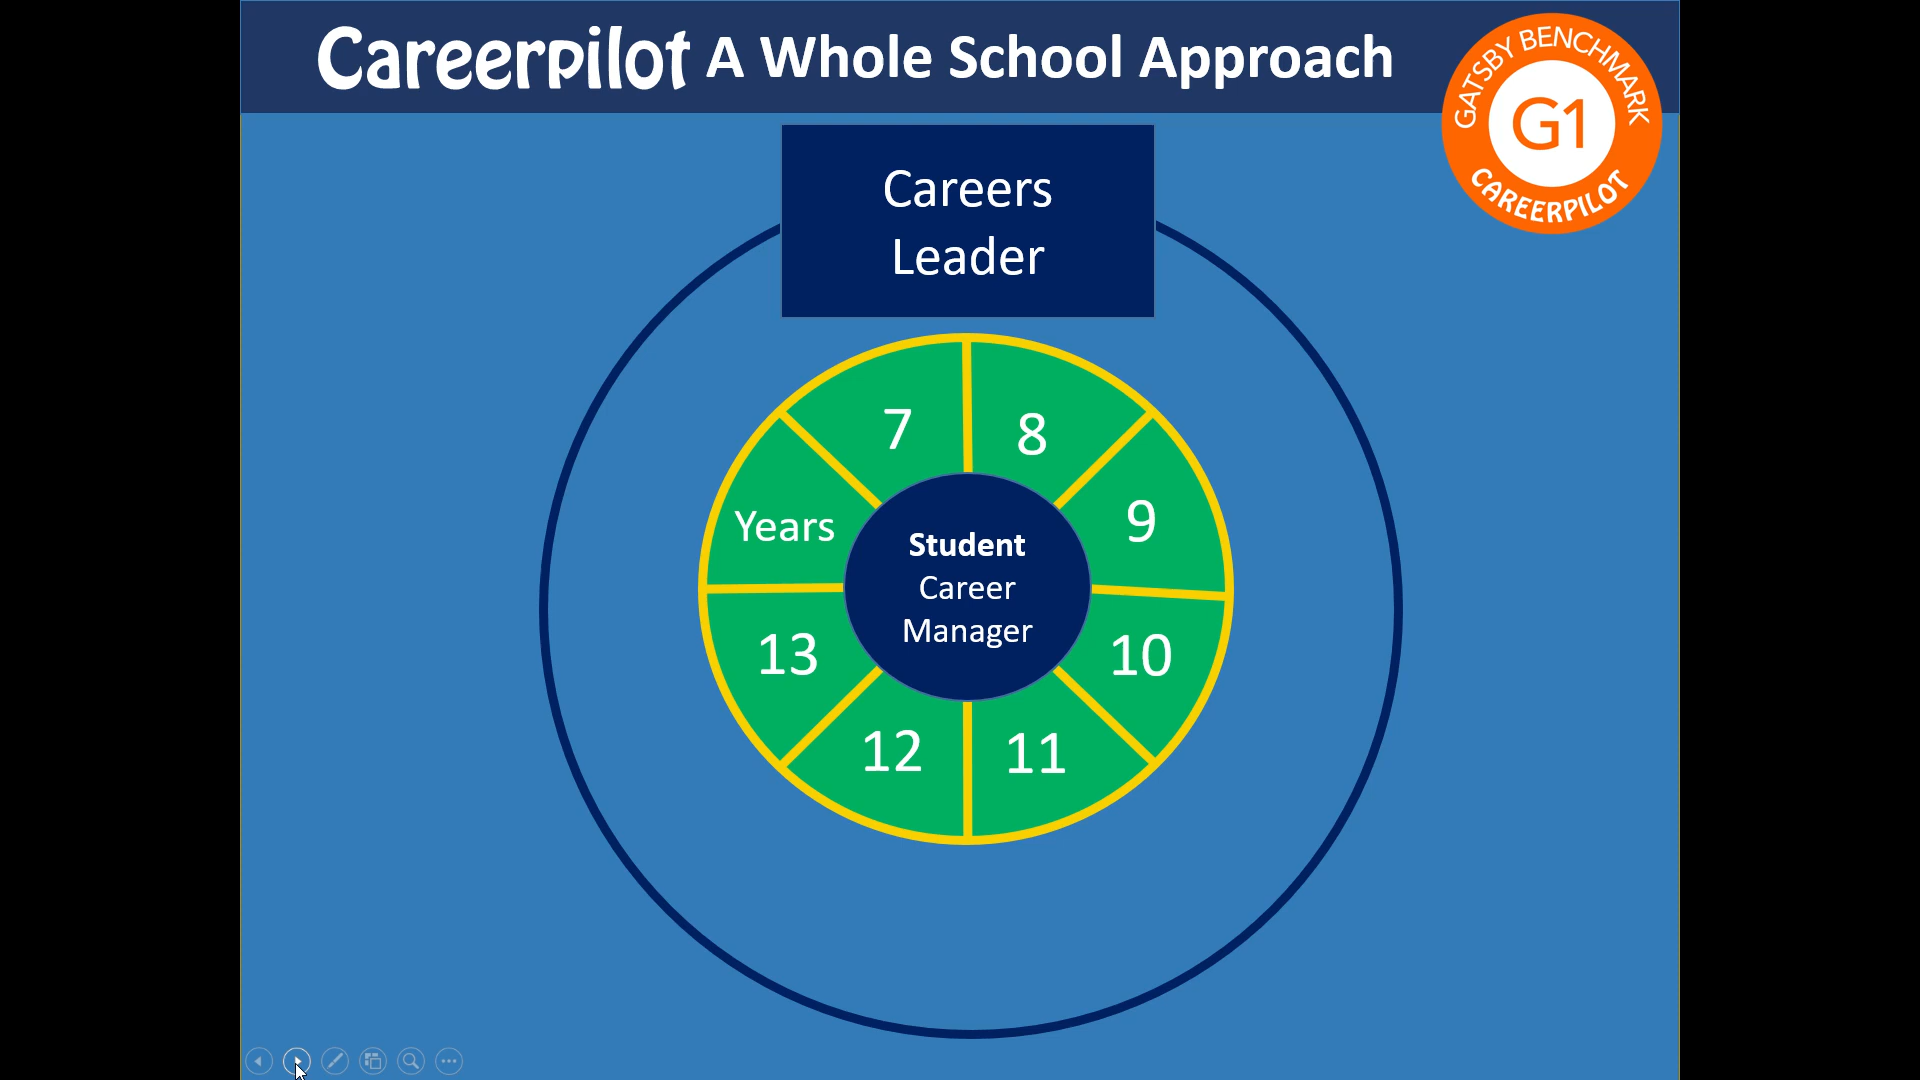 Careerpilot A Whole School Approach
GATSBY BENCHMARK
G1
CAREERPILOT
Careers
Leader
7
8
Years
9
Student
Career
Manager
13
10
12
11